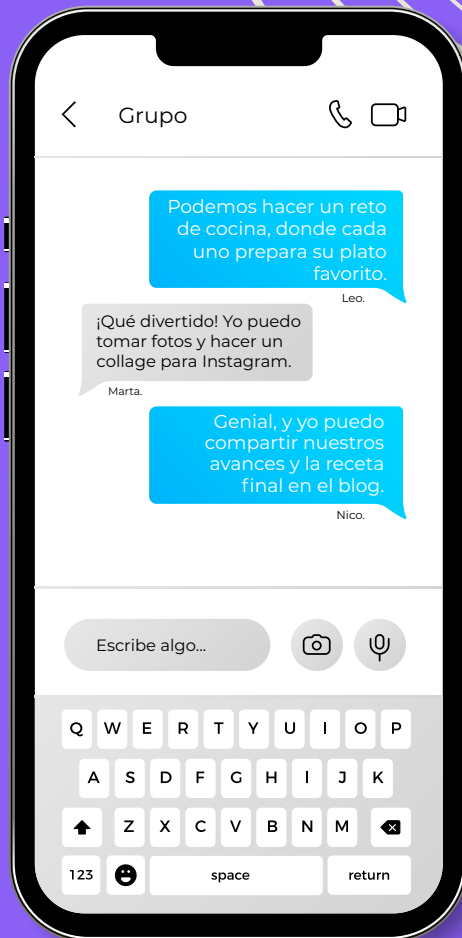 Grupo
Podemos hacer un reto
de cocina, donde cada
uno prepara su plato
favorito.
Leo.
¡Qué divertido! Yo puedo
tomar fotos y hacer un
collage para Instagram.
Marta.
Genial, y yo puedo
compartir nuestros
avances y la receta
final en el blog.
Nico.
Escribe algo...
Q W E R T Y U I O P
A S D F G H I J K
Z X C V B N M
123 space return